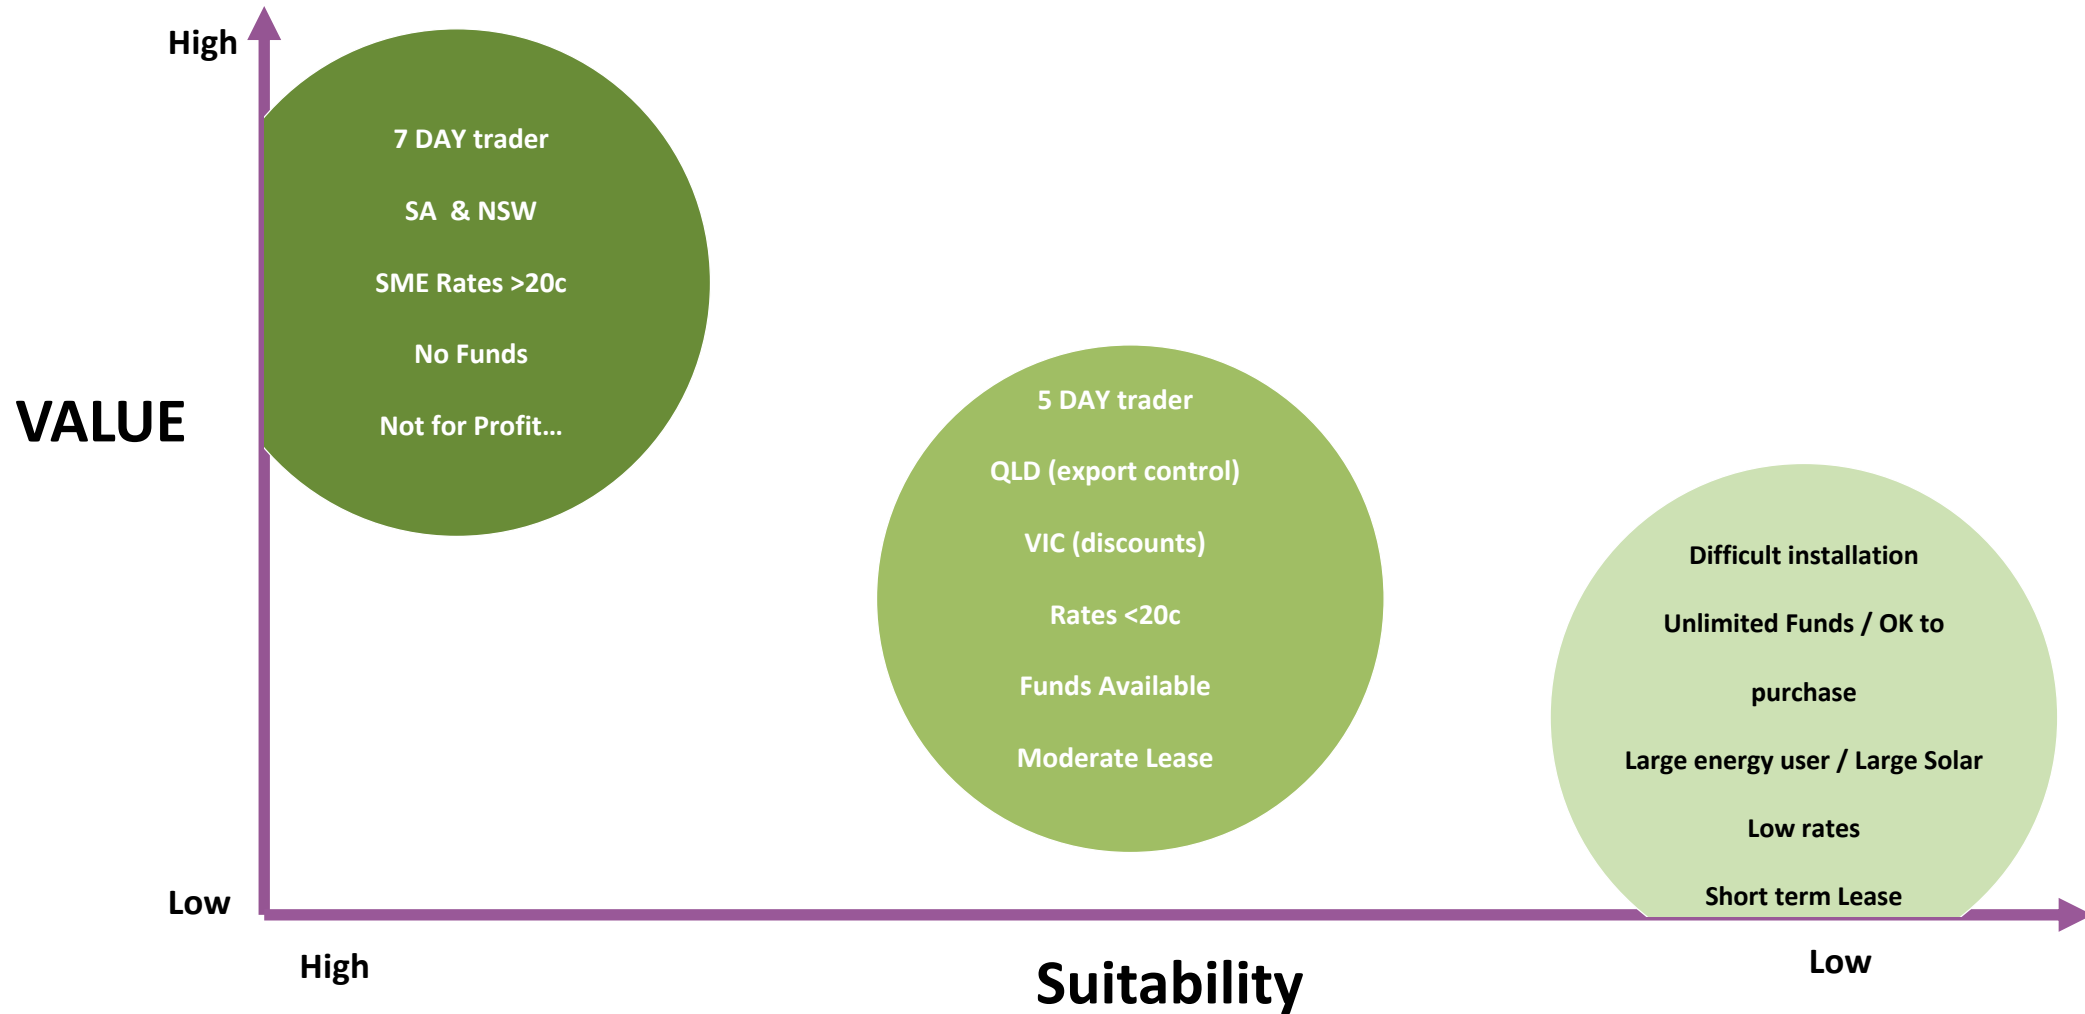 High
7 DAY trader
SA & NSW
SME Rates >20c
No Funds
Not for Profit...
VALUE
5 DAY trader
QLD (export control)
VIC (discounts)
Rates <20c
Funds Available
Moderate Lease
Difficult installation
Unlimited Funds / OK to
purchase
Large energy user / Large Solar
Low rates
Short term Lease
Low
High
Suitability
Low